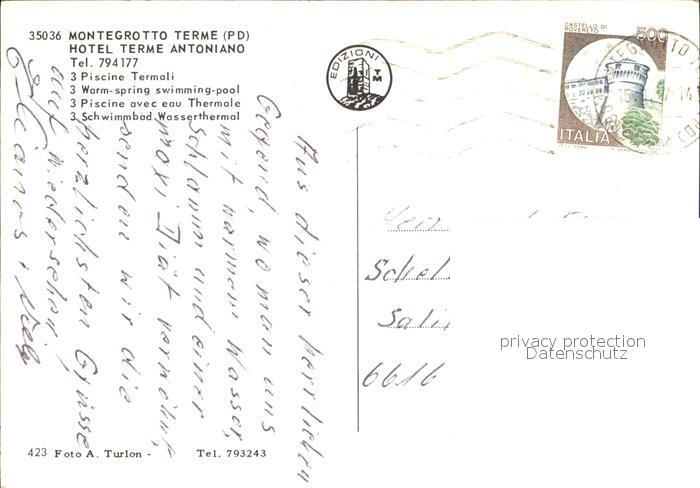 35036 MONTEGROTTO TERME (PD)
HOTEL TERME ANTONIANO
Tel. 794177
3 Piscine Termali
3 Warm-spring swimming-pool
3 Piscine avec eau Thermale
3 Schwimmbad Wasserthermal
EDIZIONI
TM
CASTELLO DI
ROVERETO
500
ITALIA
Aus dieser herrlichen
Gegend, wo man uns
mit warmem Wasser,
Schlamm und einer
maxi Diät verwöhnt,
senden wir die
herzlichsten Grüsse
auf Wiedersehen,
Herr
Sali
6616
privacy protection
Datenschutz
423 Foto A. Turlon - Tel. 793243